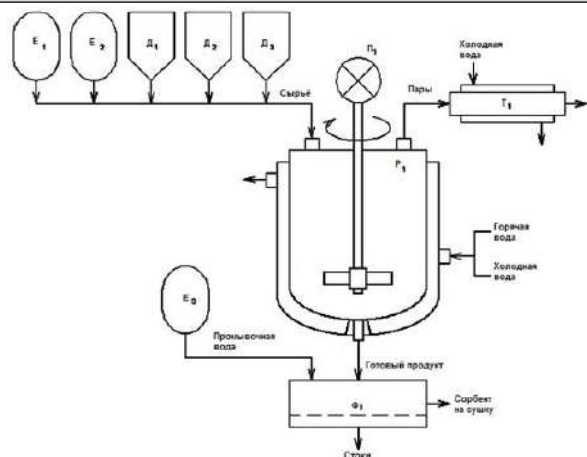 Е1
Е2
Д1
Д2
Д3
П1
Холодная
вода
Сырьё
Пары
Т1
Р1
Горячая
вода
Холодная
вода
Е3
Промывочная
вода
Готовый продукт
Ф1
Сорбент
на сушку
Стоки